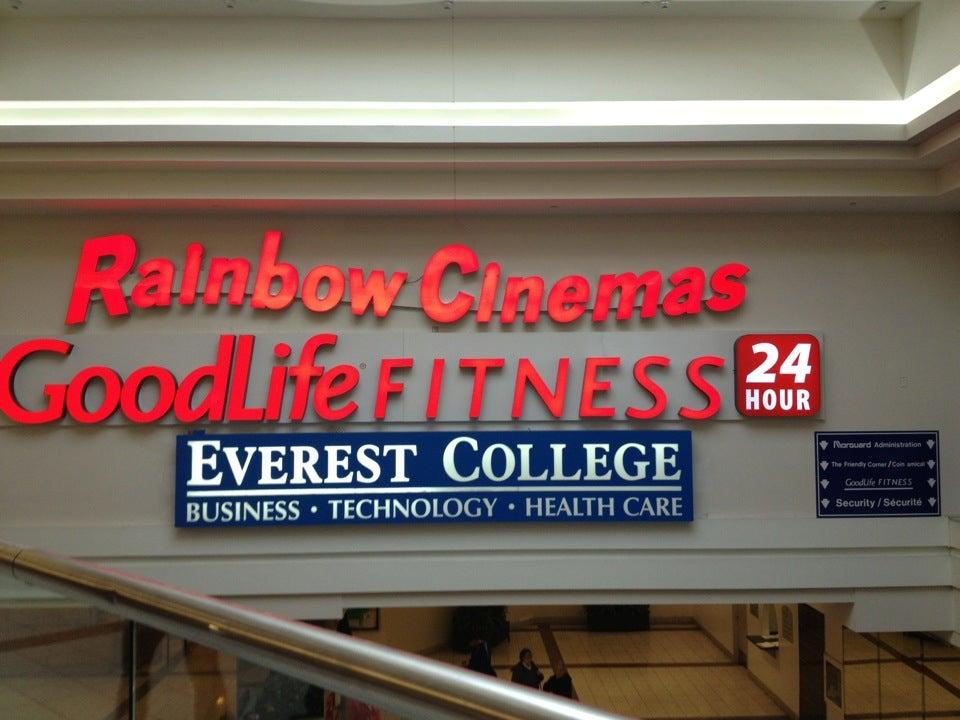 Rainbow Cinemas
GoodLife FITNESS
24
HOUR
EVEREST COLLEGE
BUSINESS • TECHNOLOGY • HEALTH CARE
Morguard Administration
The Friendly Corner / Coin amical
GoodLife FITNESS
Security / Sécurité